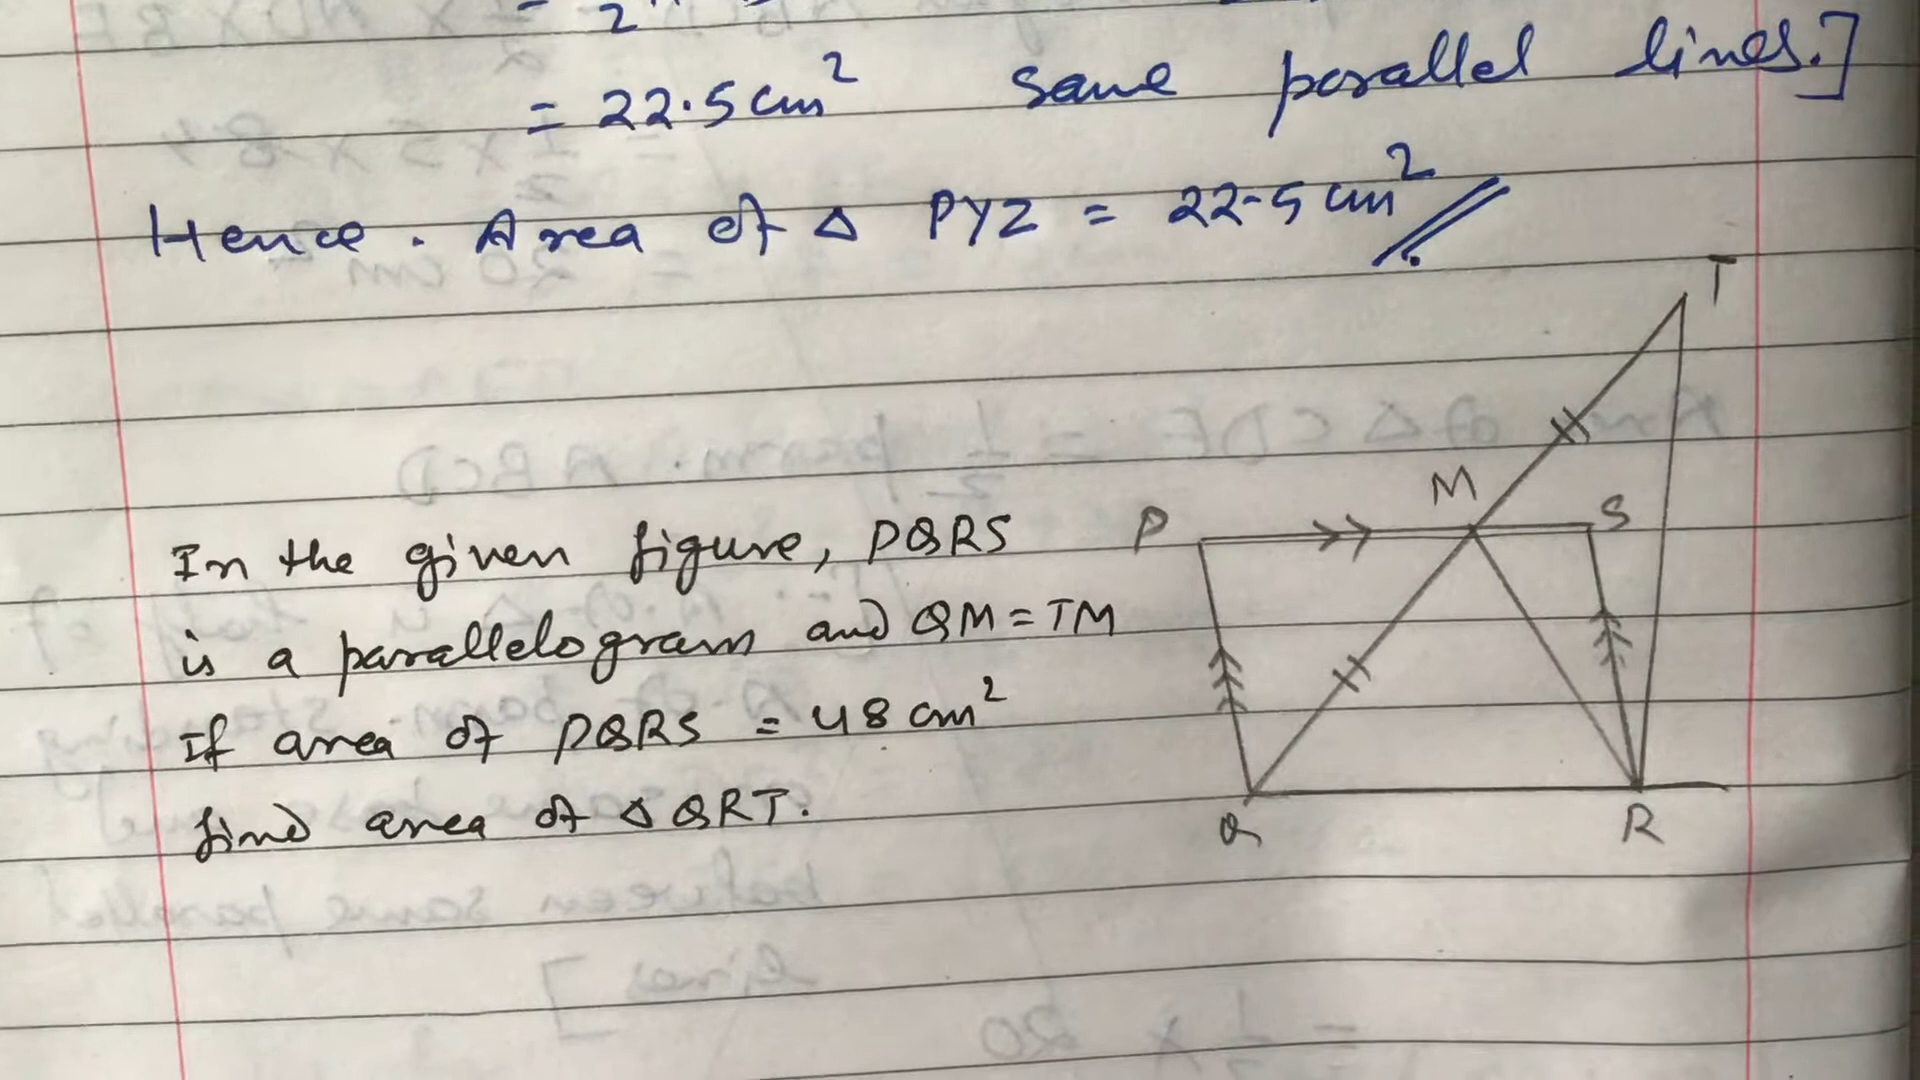 = 22.5 cm² same parallel lines.]
Hence. Area of Δ PYZ = 22.5 cm²
T
M
P S
In the given figure, PQRS
is a parallelogram and QM = TM
If area of PQRS = 48 cm²
find area of Δ QRT.
Q R